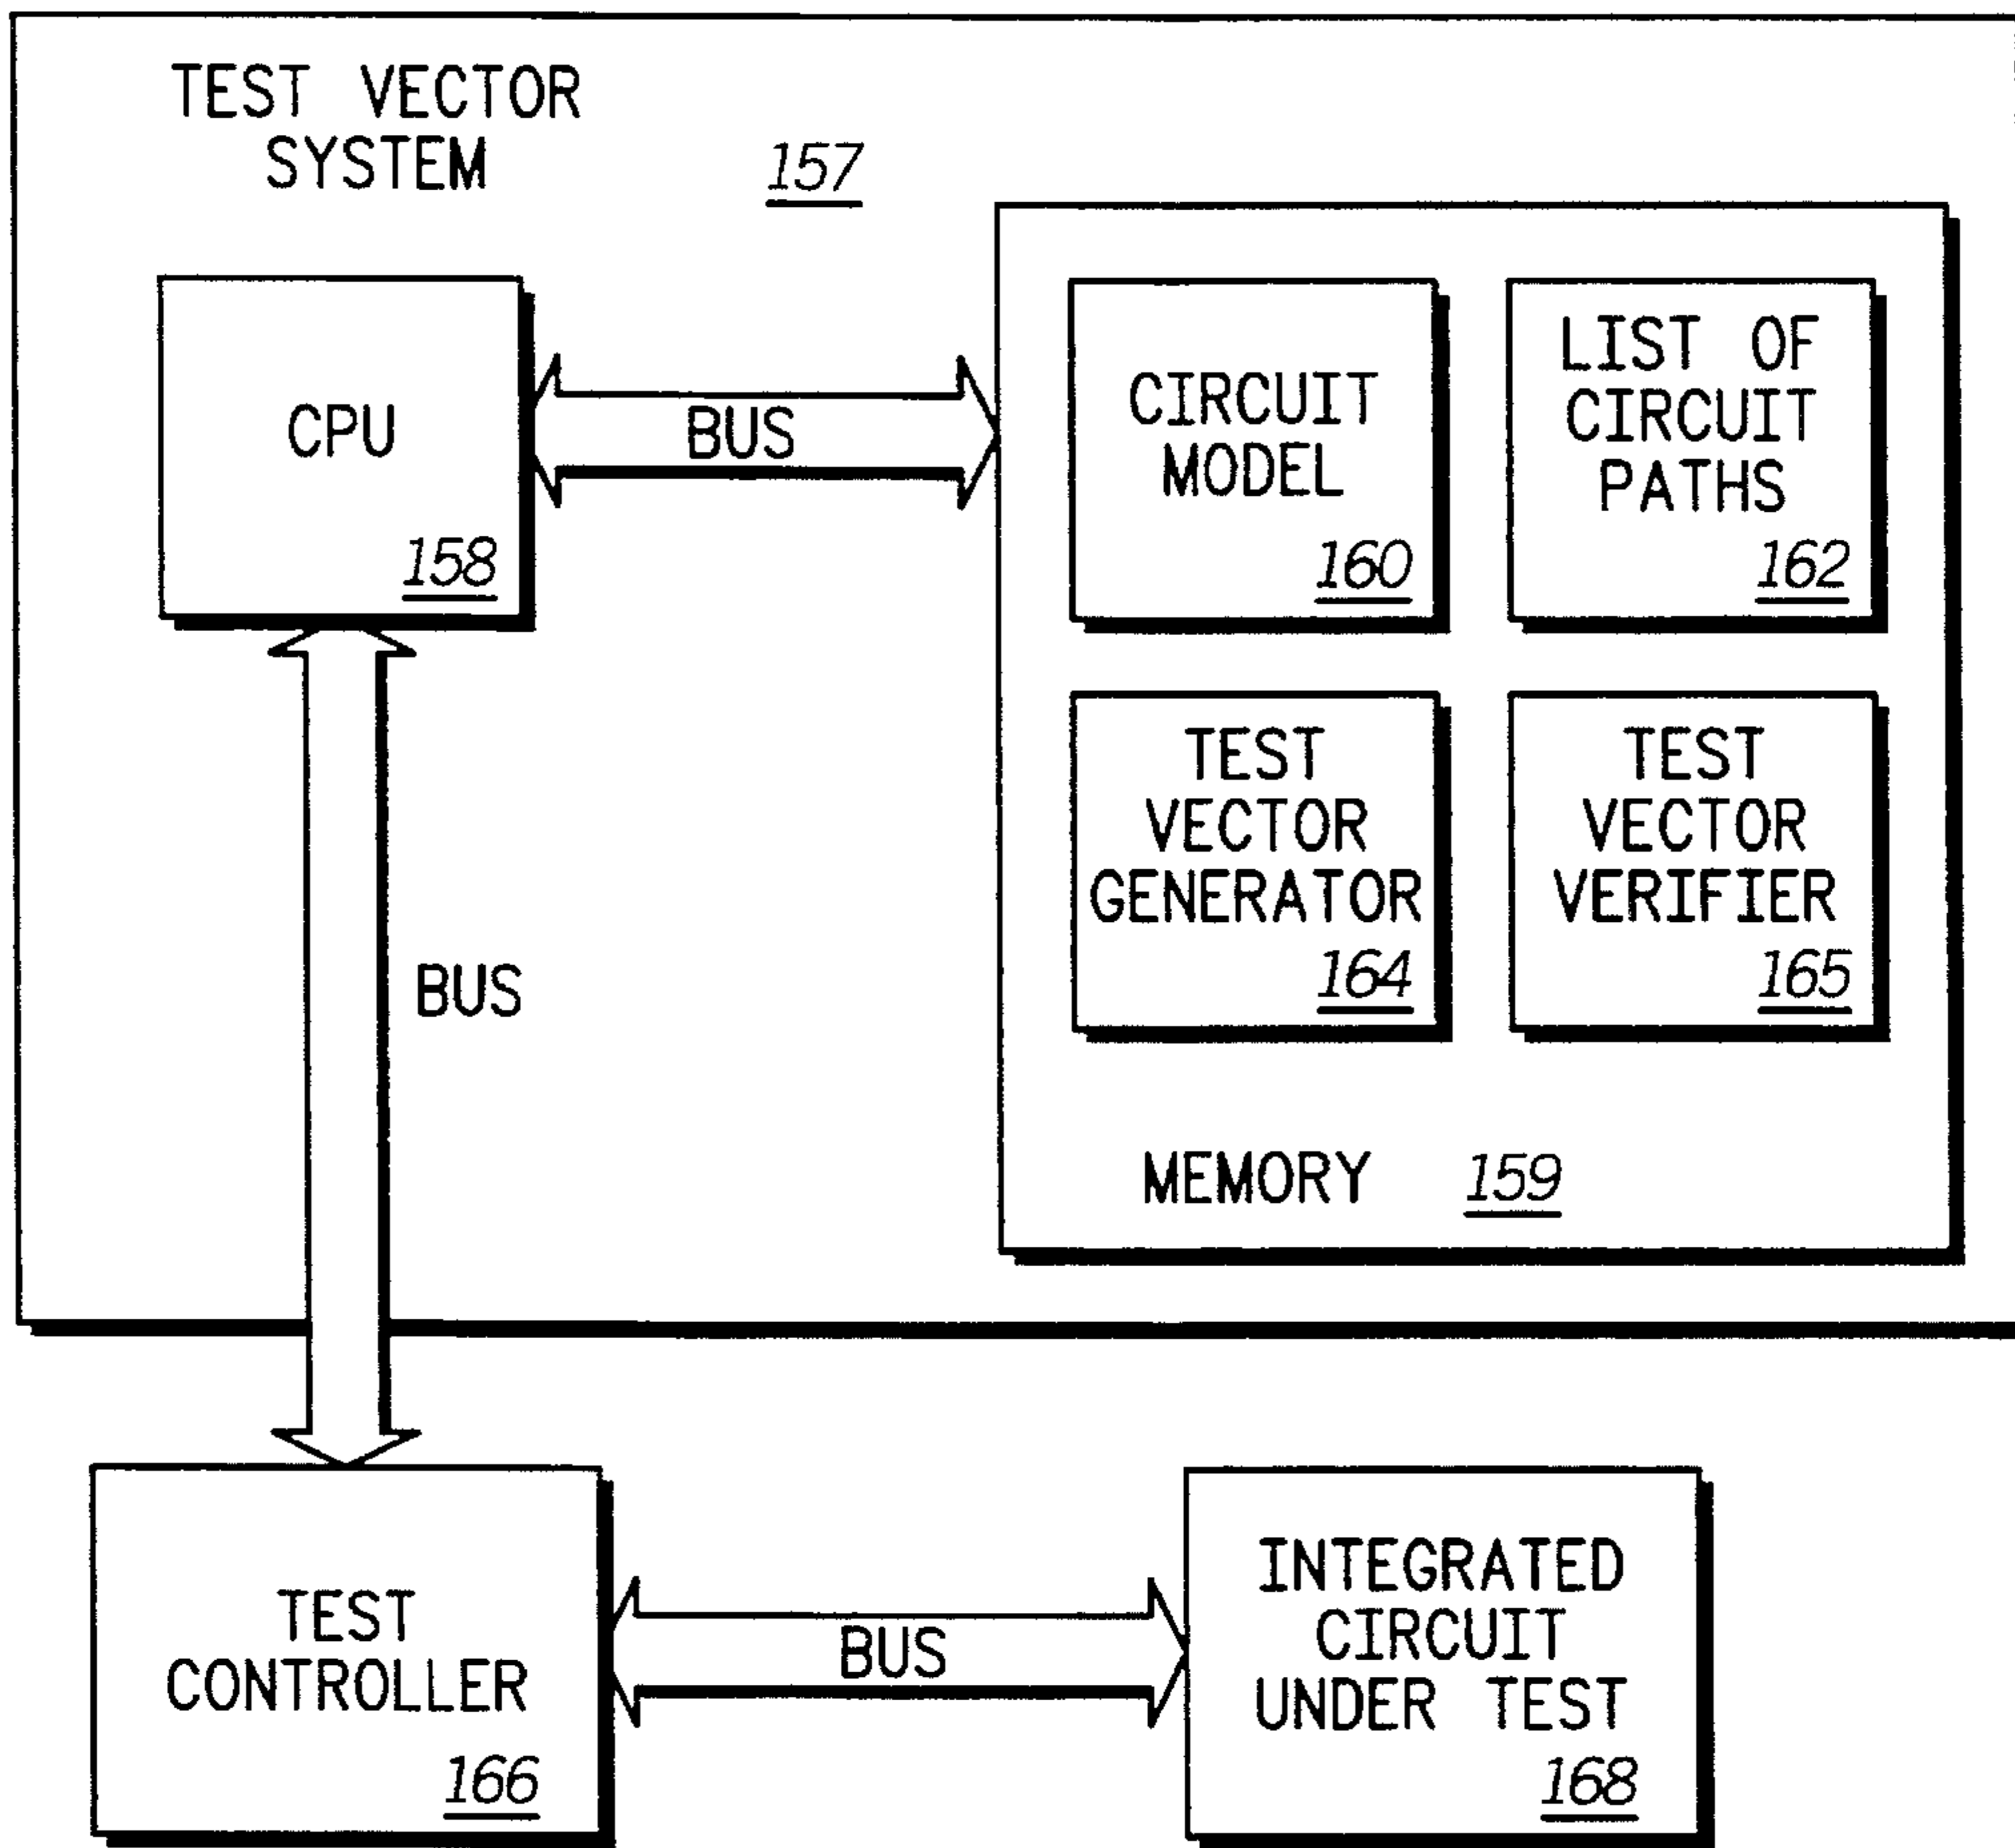 TEST VECTOR
SYSTEM
157
CPU
158
BUS
CIRCUIT
MODEL
160
LIST OF
CIRCUIT
PATHS
162
TEST
VECTOR
GENERATOR
164
TEST
VECTOR
VERIFIER
165
MEMORY 159
BUS
TEST
CONTROLLER
166
BUS
INTEGRATED
CIRCUIT
UNDER TEST
168